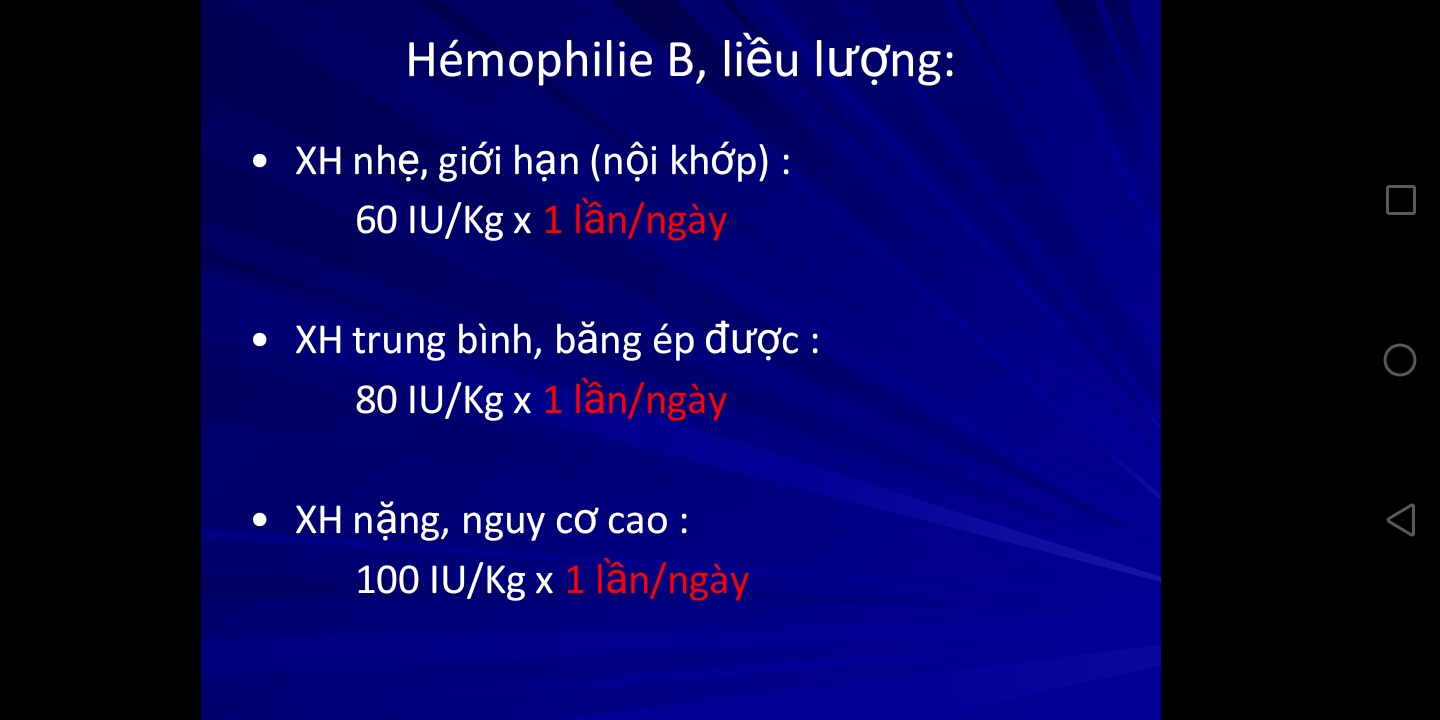 Hémophilie B, liều lượng:
• XH nhẹ, giới hạn (nội khớp) :
60 IU/Kg x 1 lần/ngày
• XH trung bình, băng ép được :
80 IU/Kg x 1 lần/ngày
• XH nặng, nguy cơ cao :
100 IU/Kg x 1 lần/ngày